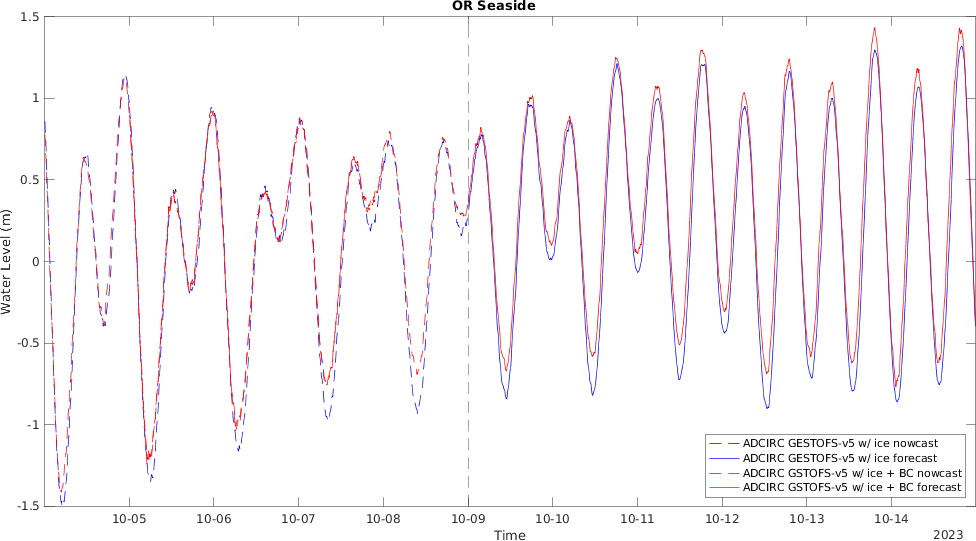 OR Seaside
1.5
1
0.5
0
-0.5
-1
-1.5
Water Level (m)
10-05 10-06 10-07 10-08 10-09 10-10 10-11 10-12 10-13 10-14
Time
2023
ADCIRC GESTOFS-v5 w/ ice nowcast
ADCIRC GESTOFS-v5 w/ ice forecast
ADCIRC GSTOFS-v5 w/ ice + BC nowcast
ADCIRC GSTOFS-v5 w/ ice + BC forecast